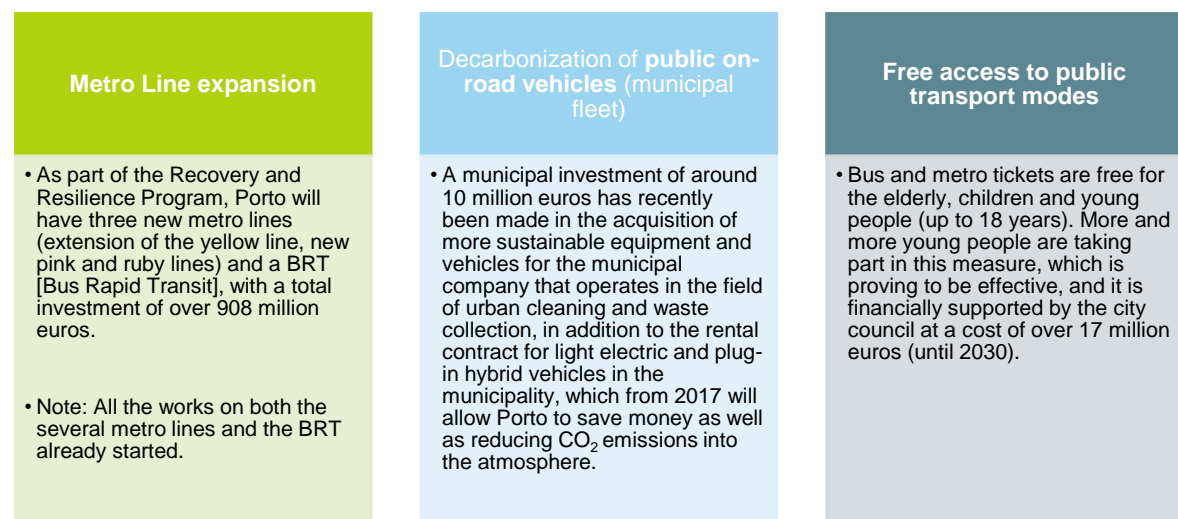 Metro Line expansion
• As part of the Recovery and
Resilience Program, Porto will
have three new metro lines
(extension of the yellow line, new
pink and ruby lines) and a BRT
[Bus Rapid Transit], with a total
investment of over 908 million
euros.
• Note: All the works on both the
several metro lines and the BRT
already started.
Decarbonization of public on-
road vehicles (municipal
fleet)
• A municipal investment of around
10 million euros has recently
been made in the acquisition of
more sustainable equipment and
vehicles for the municipal
company that operates in the field
of urban cleaning and waste
collection, in addition to the rental
contract for light electric and plug-
in hybrid vehicles in the
municipality, which from 2017 will
allow Porto to save money as well
as reducing CO₂ emissions into
the atmosphere.
Free access to public
transport modes
• Bus and metro tickets are free for
the elderly, children and young
people (up to 18 years). More and
more young people are taking
part in this measure, which is
proving to be effective, and it is
financially supported by the city
council at a cost of over 17 million
euros (until 2030).